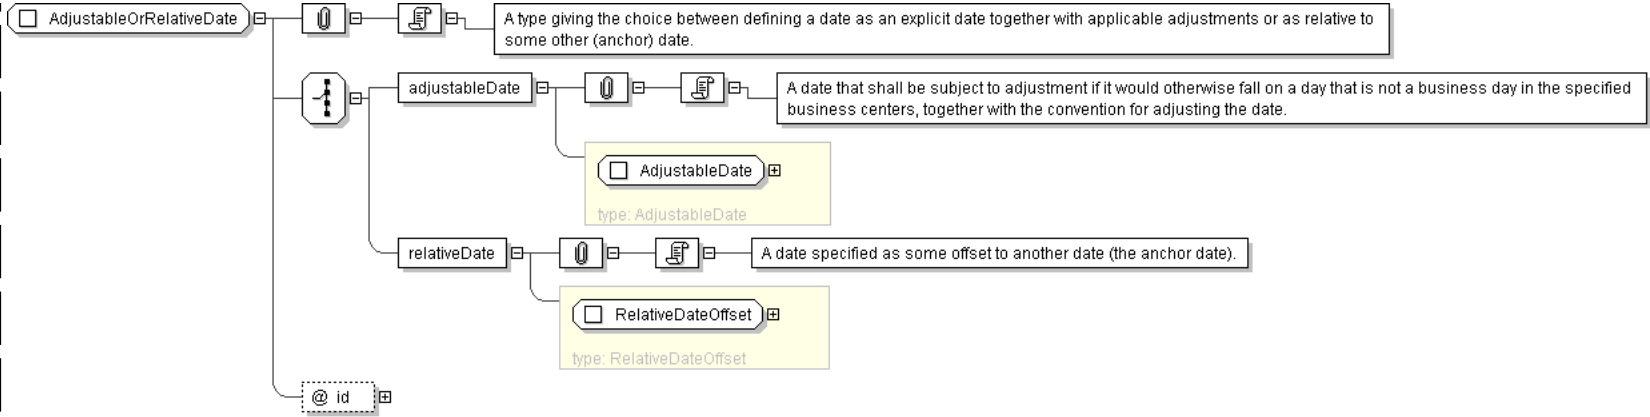 AdjustableOrRelativeDate
A type giving the choice between defining a date as an explicit date together with applicable adjustments or as relative to
some other (anchor) date.
adjustableDate
A date that shall be subject to adjustment if it would otherwise fall on a day that is not a business day in the specified
business centers, together with the convention for adjusting the date.
AdjustableDate
type: AdjustableDate
relativeDate
A date specified as some offset to another date (the anchor date).
RelativeDateOffset
type: RelativeDateOffset
@ id